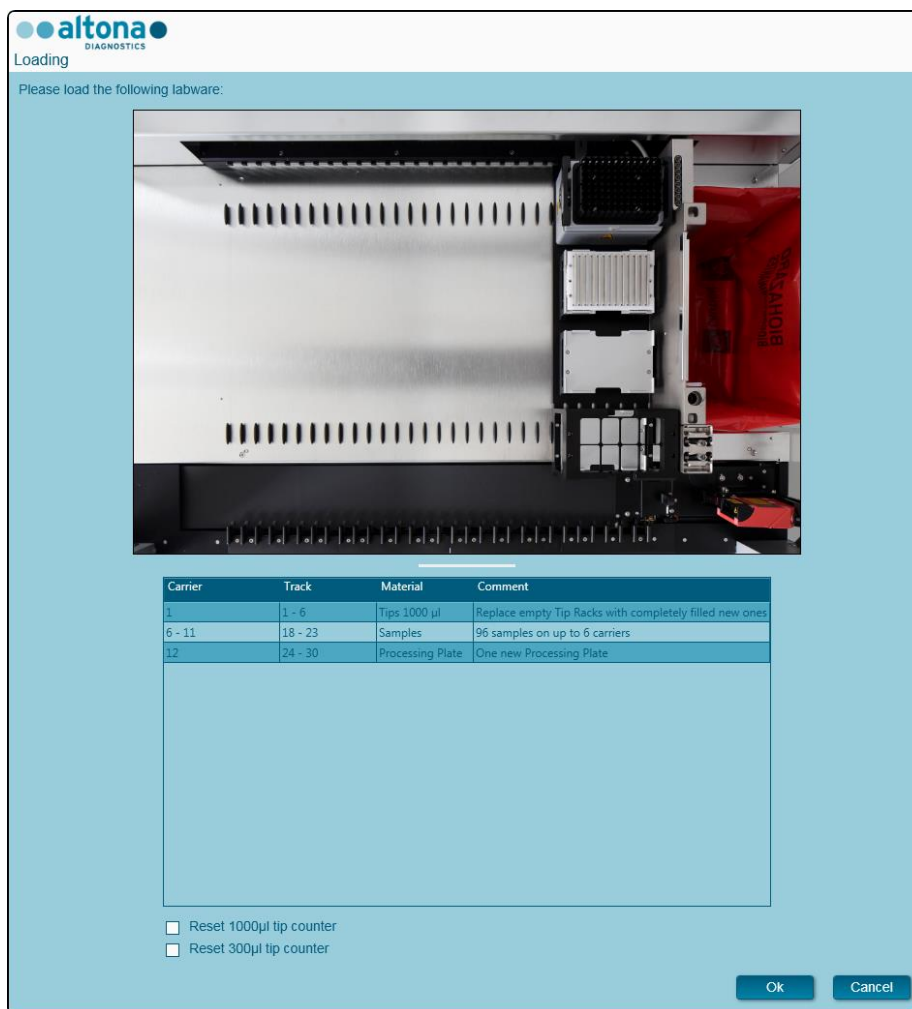 altona
DIAGNOSTICS
Loading
Please load the following labware:
BIOHAZARD
Carrier Track Material Comment
1 1 - 6 Tips 1000 µl Replace empty Tip Racks with completely filled new ones
6 - 11 18 - 23 Samples 96 samples on up to 6 carriers
12 24 - 30 Processing Plate One new Processing Plate
Reset 1000µl tip counter
Reset 300µl tip counter
Ok Cancel